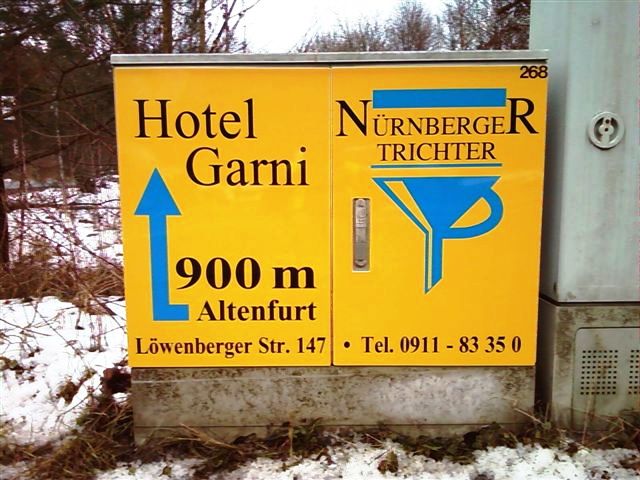 268
Hotel
Garni
900 m
Altenfurt
Löwenberger Str. 147
NÜRNBERGER
TRICHTER
• Tel. 0911 - 83 35 0